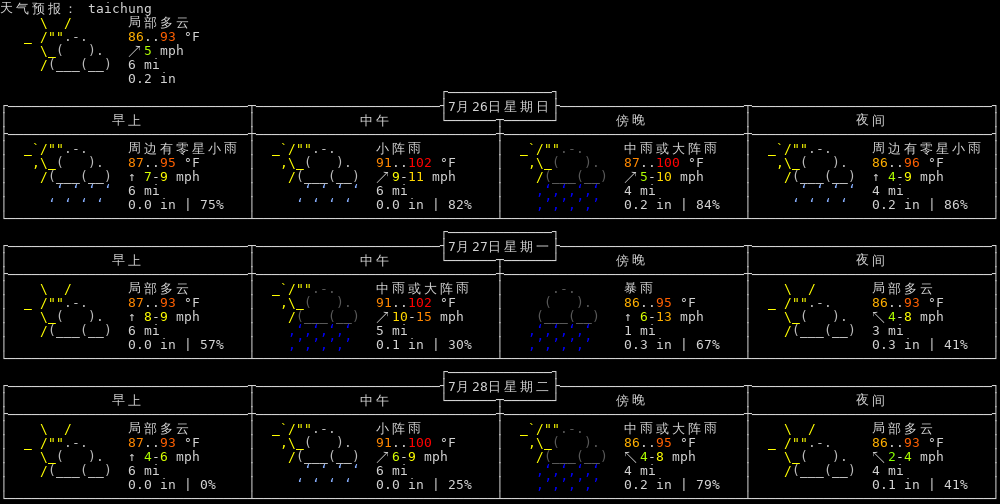 天气预报： taichung
局部多云
86..93 °F
↗5 mph
6 mi
0.2 in
7月26日星期日
早上 中午 傍晚 夜间
周边有零星小雨 小阵雨 中雨或大阵雨 周边有零星小雨
87..95 °F 91..102 °F 87..100 °F 86..96 °F
↑ 7-9 mph ↗9-11 mph ↗5-10 mph ↑ 4-9 mph
6 mi 6 mi 4 mi 4 mi
0.0 in | 75% 0.0 in | 82% 0.2 in | 84% 0.2 in | 86%
7月27日星期一
早上 中午 傍晚 夜间
局部多云 中雨或大阵雨 暴雨 局部多云
87..93 °F 91..102 °F 86..95 °F 86..93 °F
↑ 8-9 mph ↗10-15 mph ↑ 6-13 mph ↖4-8 mph
6 mi 5 mi 1 mi 3 mi
0.0 in | 57% 0.1 in | 30% 0.3 in | 67% 0.3 in | 41%
7月28日星期二
早上 中午 傍晚 夜间
局部多云 小阵雨 中雨或大阵雨 局部多云
87..93 °F 91..100 °F 86..95 °F 86..93 °F
↑ 4-6 mph ↗6-9 mph ↖4-8 mph ↖2-4 mph
6 mi 6 mi 4 mi 4 mi
0.0 in | 0% 0.0 in | 25% 0.2 in | 79% 0.1 in | 41%